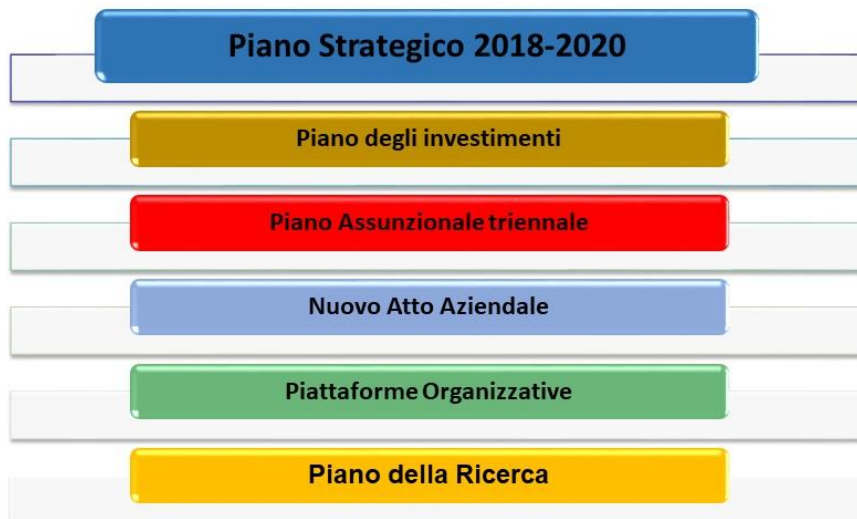 Piano Strategico 2018-2020
Piano degli investimenti
Piano Assunzionale triennale
Nuovo Atto Aziendale
Piattaforme Organizzative
Piano della Ricerca